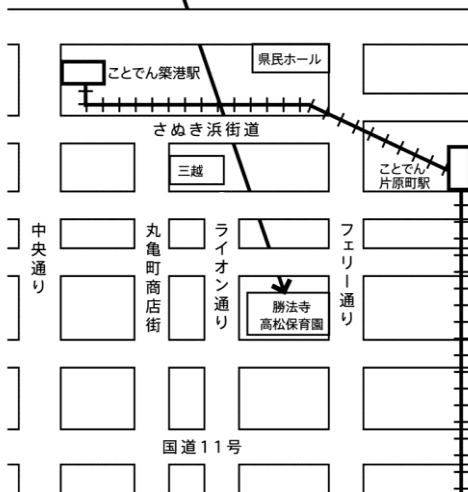 県民ホール
ことでん築港駅
さぬき浜街道
三越
ことでん
片原町駅
中央通り
丸亀町商店街
ライオン通り
フェリー通り
勝法寺
高松保育園
国道11号